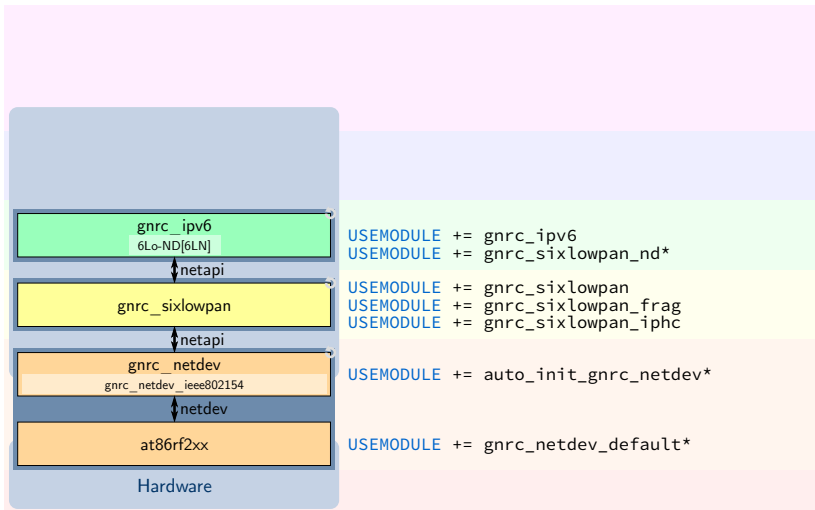 gnrc_ipv6
6Lo-ND[6LN]
USEMODULE += gnrc_ipv6
USEMODULE += gnrc_sixlowpan_nd*
netapi
gnrc_sixlowpan
USEMODULE += gnrc_sixlowpan
USEMODULE += gnrc_sixlowpan_frag
USEMODULE += gnrc_sixlowpan_iphc
netapi
gnrc_netdev
gnrc_netdev_ieee802154
USEMODULE += auto_init_gnrc_netdev*
netdev
at86rf2xx
USEMODULE += gnrc_netdev_default*
Hardware